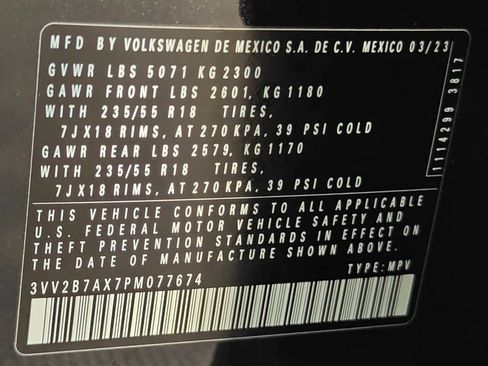 MFD BY VOLKSWAGEN DE MEXICO S.A. DE C.V. MEXICO 03/23
GVWR LBS 5071 KG 2300
GAWR FRONT LBS 2601, KG 1180
WITH 235/55 R18 TIRES,
7JX18 RIMS, AT 270 KPA, 39 PSI COLD
GAWR REAR LBS 2579, KG 1170
WITH 235/55 R18 TIRES,
7JX18 RIMS, AT 270 KPA, 39 PSI COLD
THIS VEHICLE CONFORMS TO ALL APPLICABLE
U.S. FEDERAL MOTOR VEHICLE SAFETY AND
THEFT PREVENTION STANDARDS IN EFFECT ON
THE DATE OF MANUFACTURE SHOWN ABOVE.
3VV2B7AX7PM077674 TYPE: MPV
1114299 3817